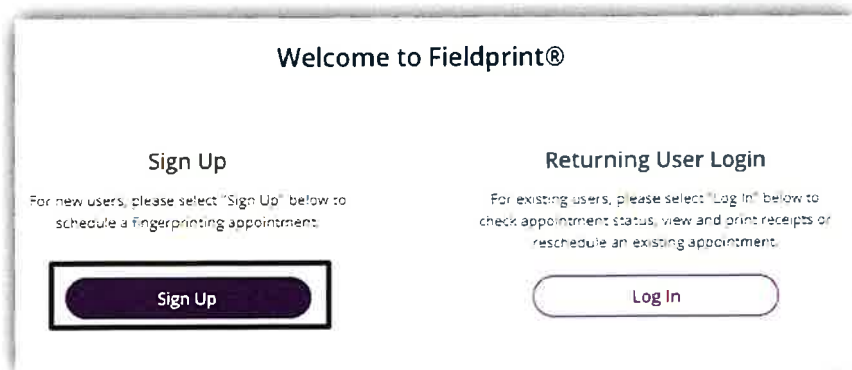 Welcome to Fieldprint®
Sign Up
For new users, please select "Sign Up" below to
schedule a fingerprinting appointment.
Sign Up
Returning User Login
For existing users, please select "Log In" below to
check appointment status, view and print receipts or
reschedule an existing appointment.
Log In